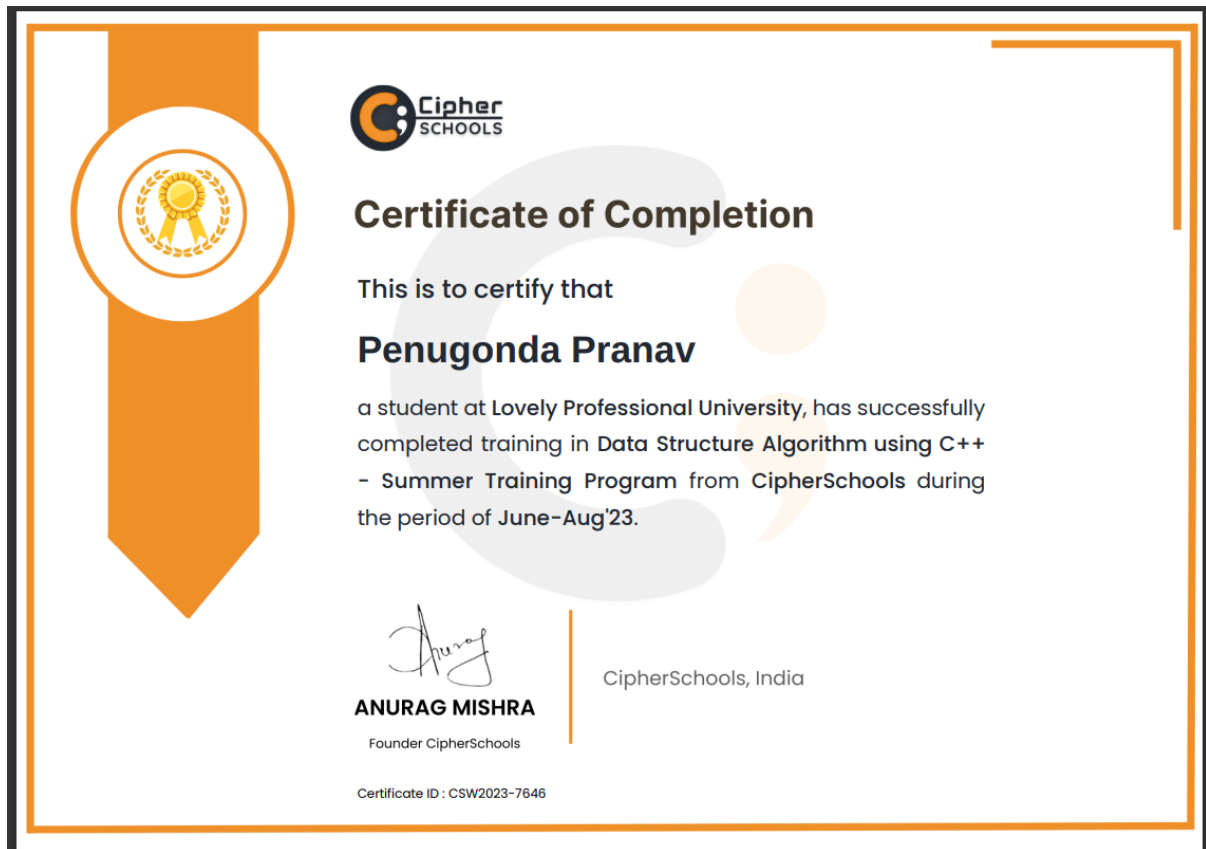 Cipher
SCHOOLS
Certificate of Completion
This is to certify that
Penugonda Pranav
a student at Lovely Professional University, has successfully
completed training in Data Structure Algorithm using C++
- Summer Training Program from CipherSchools during
the period of June-Aug'23.
Anurag
ANURAG MISHRA
Founder CipherSchools
CipherSchools, India
Certificate ID : CSW2023-7646